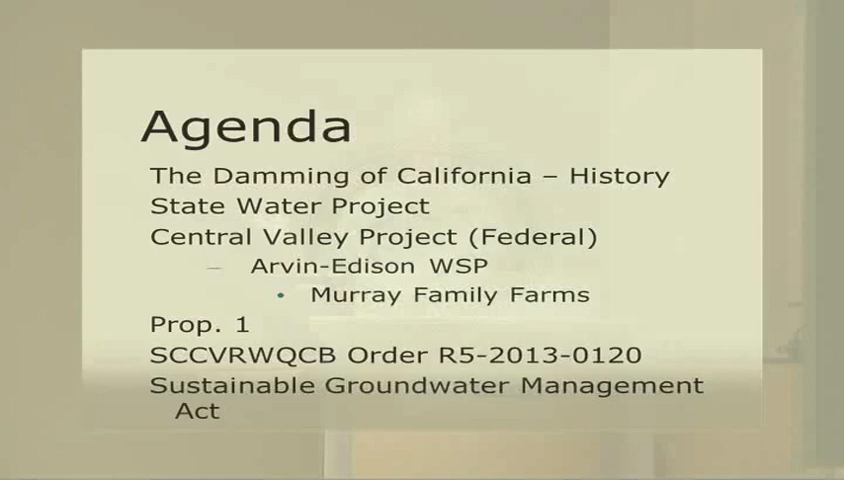 Agenda
The Damming of California – History
State Water Project
Central Valley Project (Federal)
– Arvin-Edison WSP
• Murray Family Farms
Prop. 1
SCCVRWQCB Order R5-2013-0120
Sustainable Groundwater Management
Act